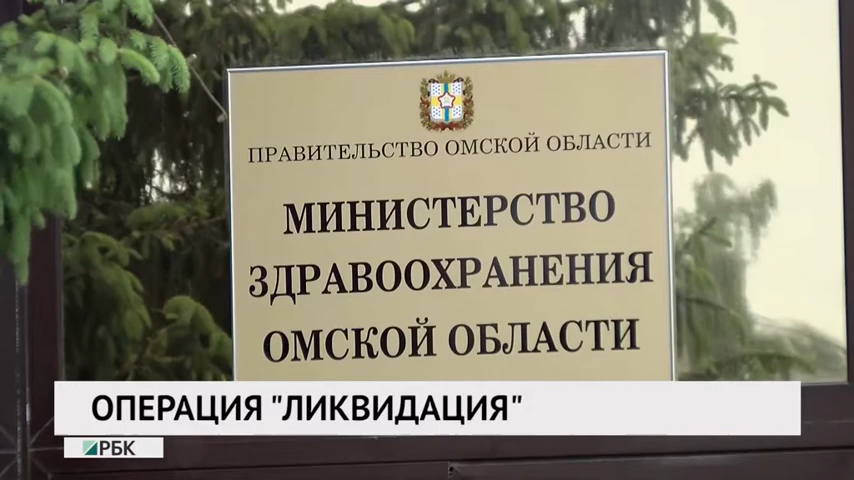 ПРАВИТЕЛЬСТВО ОМСКОЙ ОБЛАСТИ
МИНИСТЕРСТВО
ЗДРАВООХРАНЕНИЯ
ОМСКОЙ ОБЛАСТИ
ОПЕРАЦИЯ "ЛИКВИДАЦИЯ"
РБК